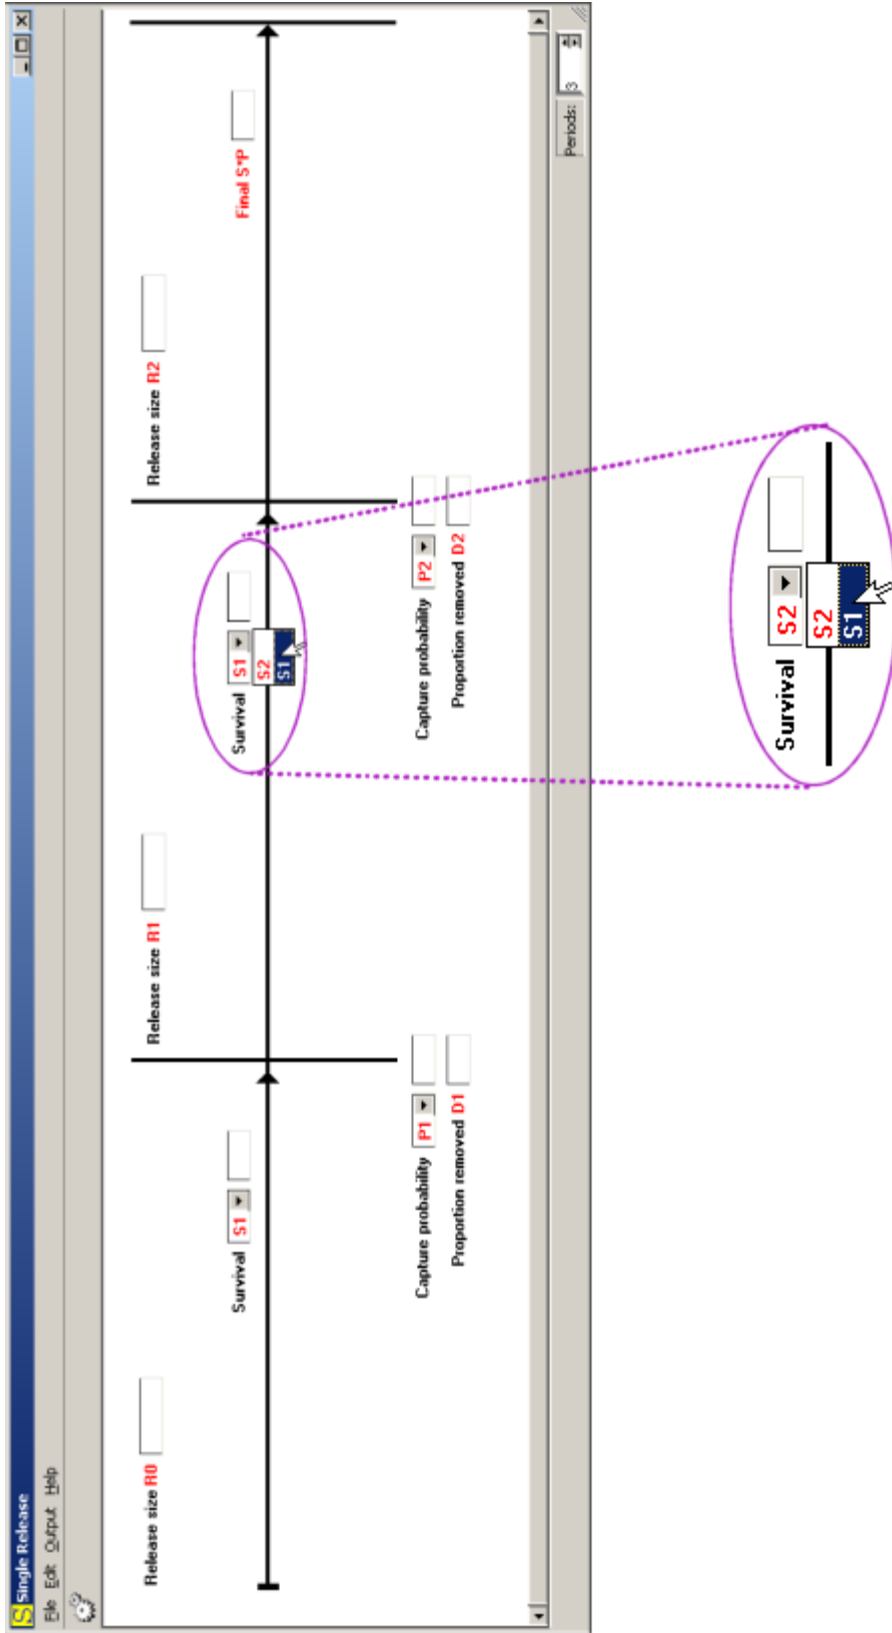 Single Release
File Edit Output Help
Release size R0
Release size R1
Release size R2
Survival S1
Survival S1
Final S*P
S2
S1
Capture probability P1
Capture probability P2
Proportion removed D1
Proportion removed D2
Periods: 3
Survival S2
S2
S1